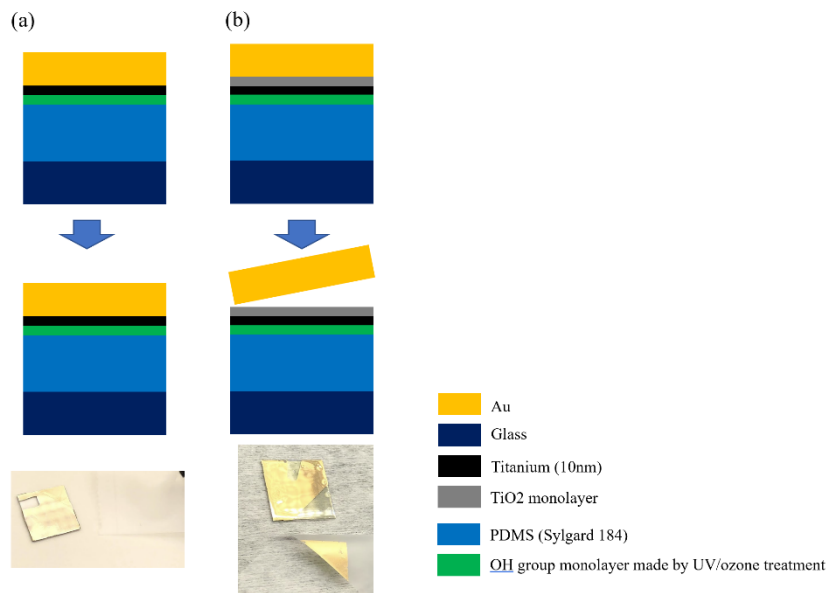 (a)
(b)
Au
Glass
Titanium (10nm)
TiO2 monolayer
PDMS (Sylgard 184)
OH group monolayer made by UV/ozone treatment